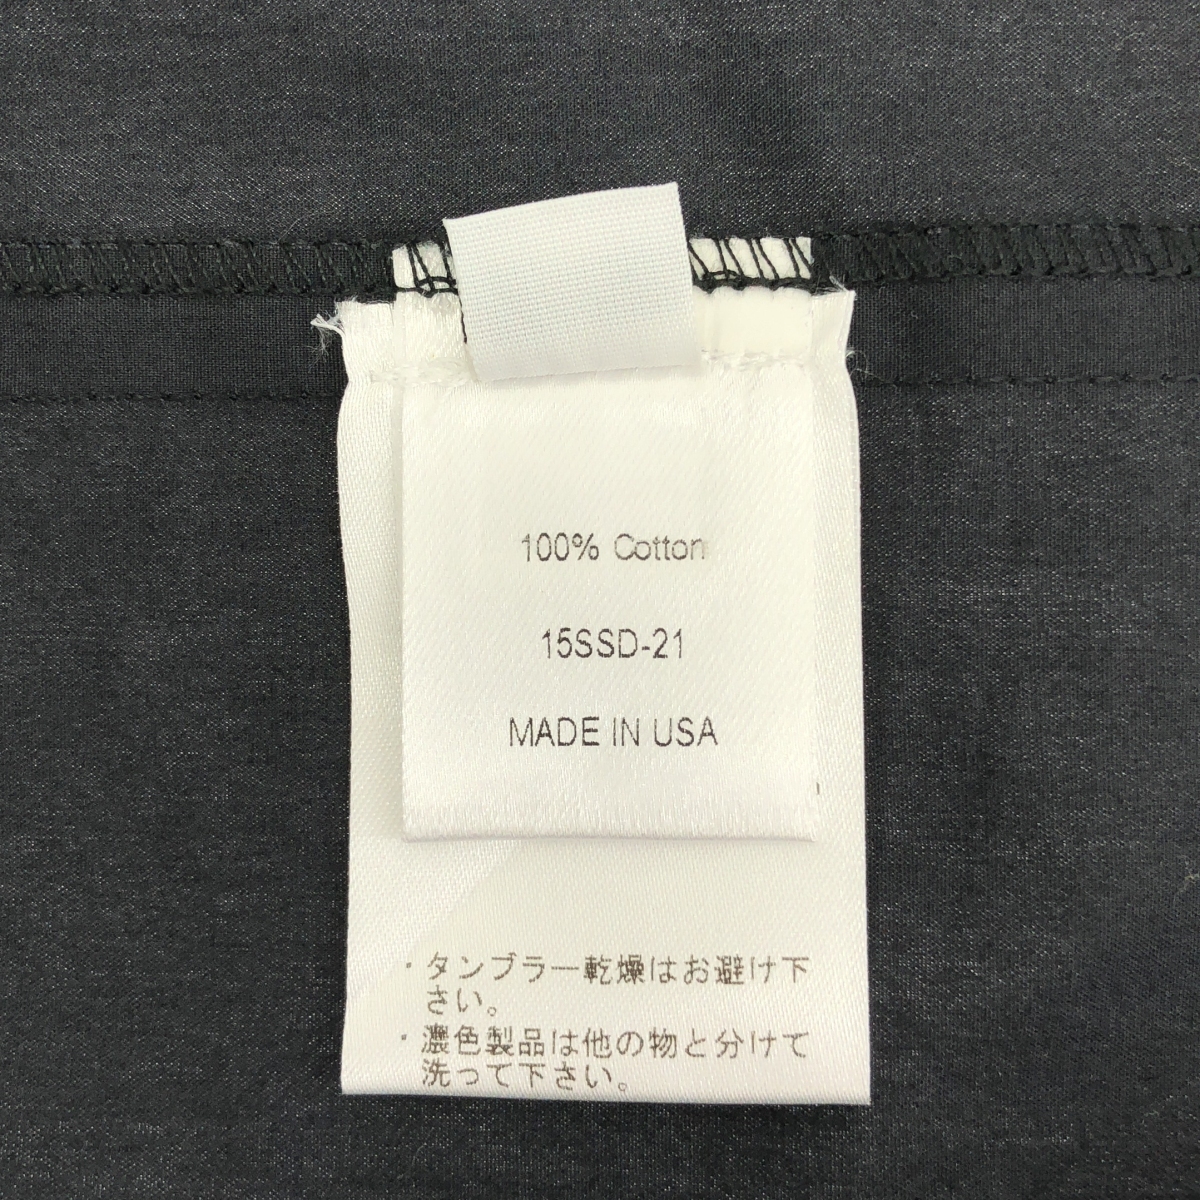 100% Cotton
15SSD-21
MADE IN USA
・タンブラー乾燥はお避け下
さい。
・濃色製品は他の物と分けて
洗って下さい。